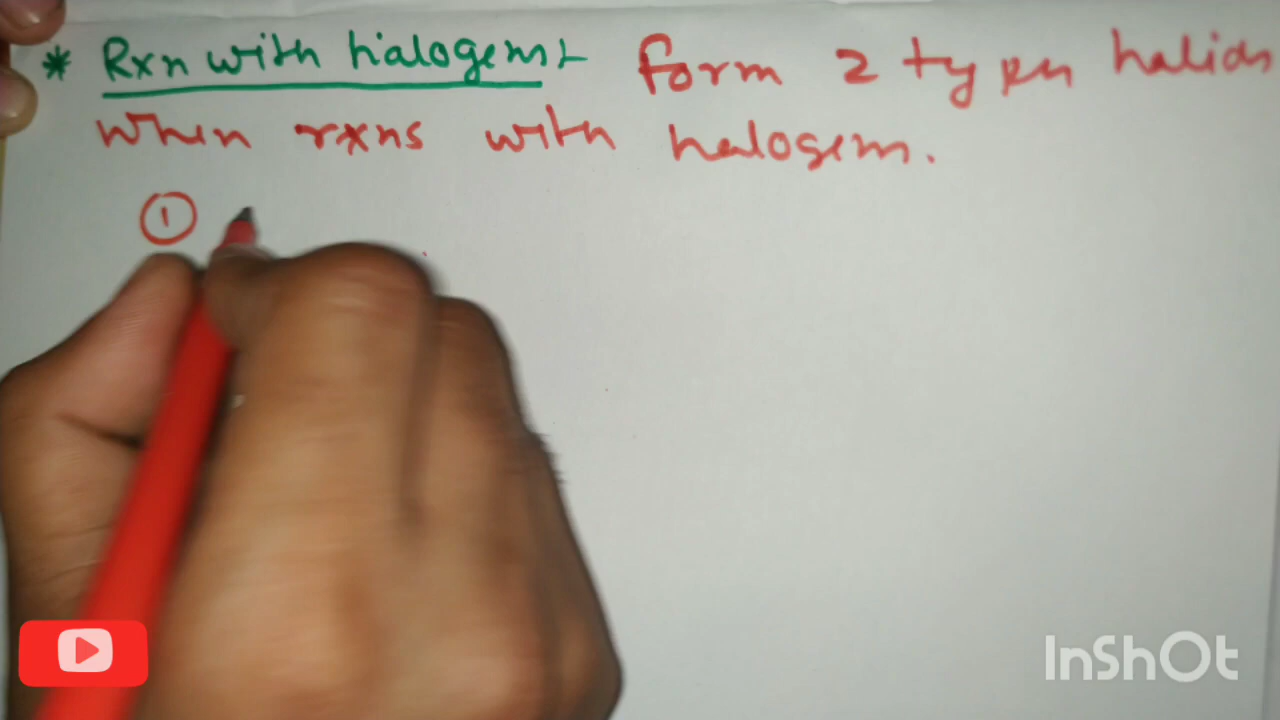 * Rxn with halogens Form 2 types halides
when rxns with halogen.
①
InShOt